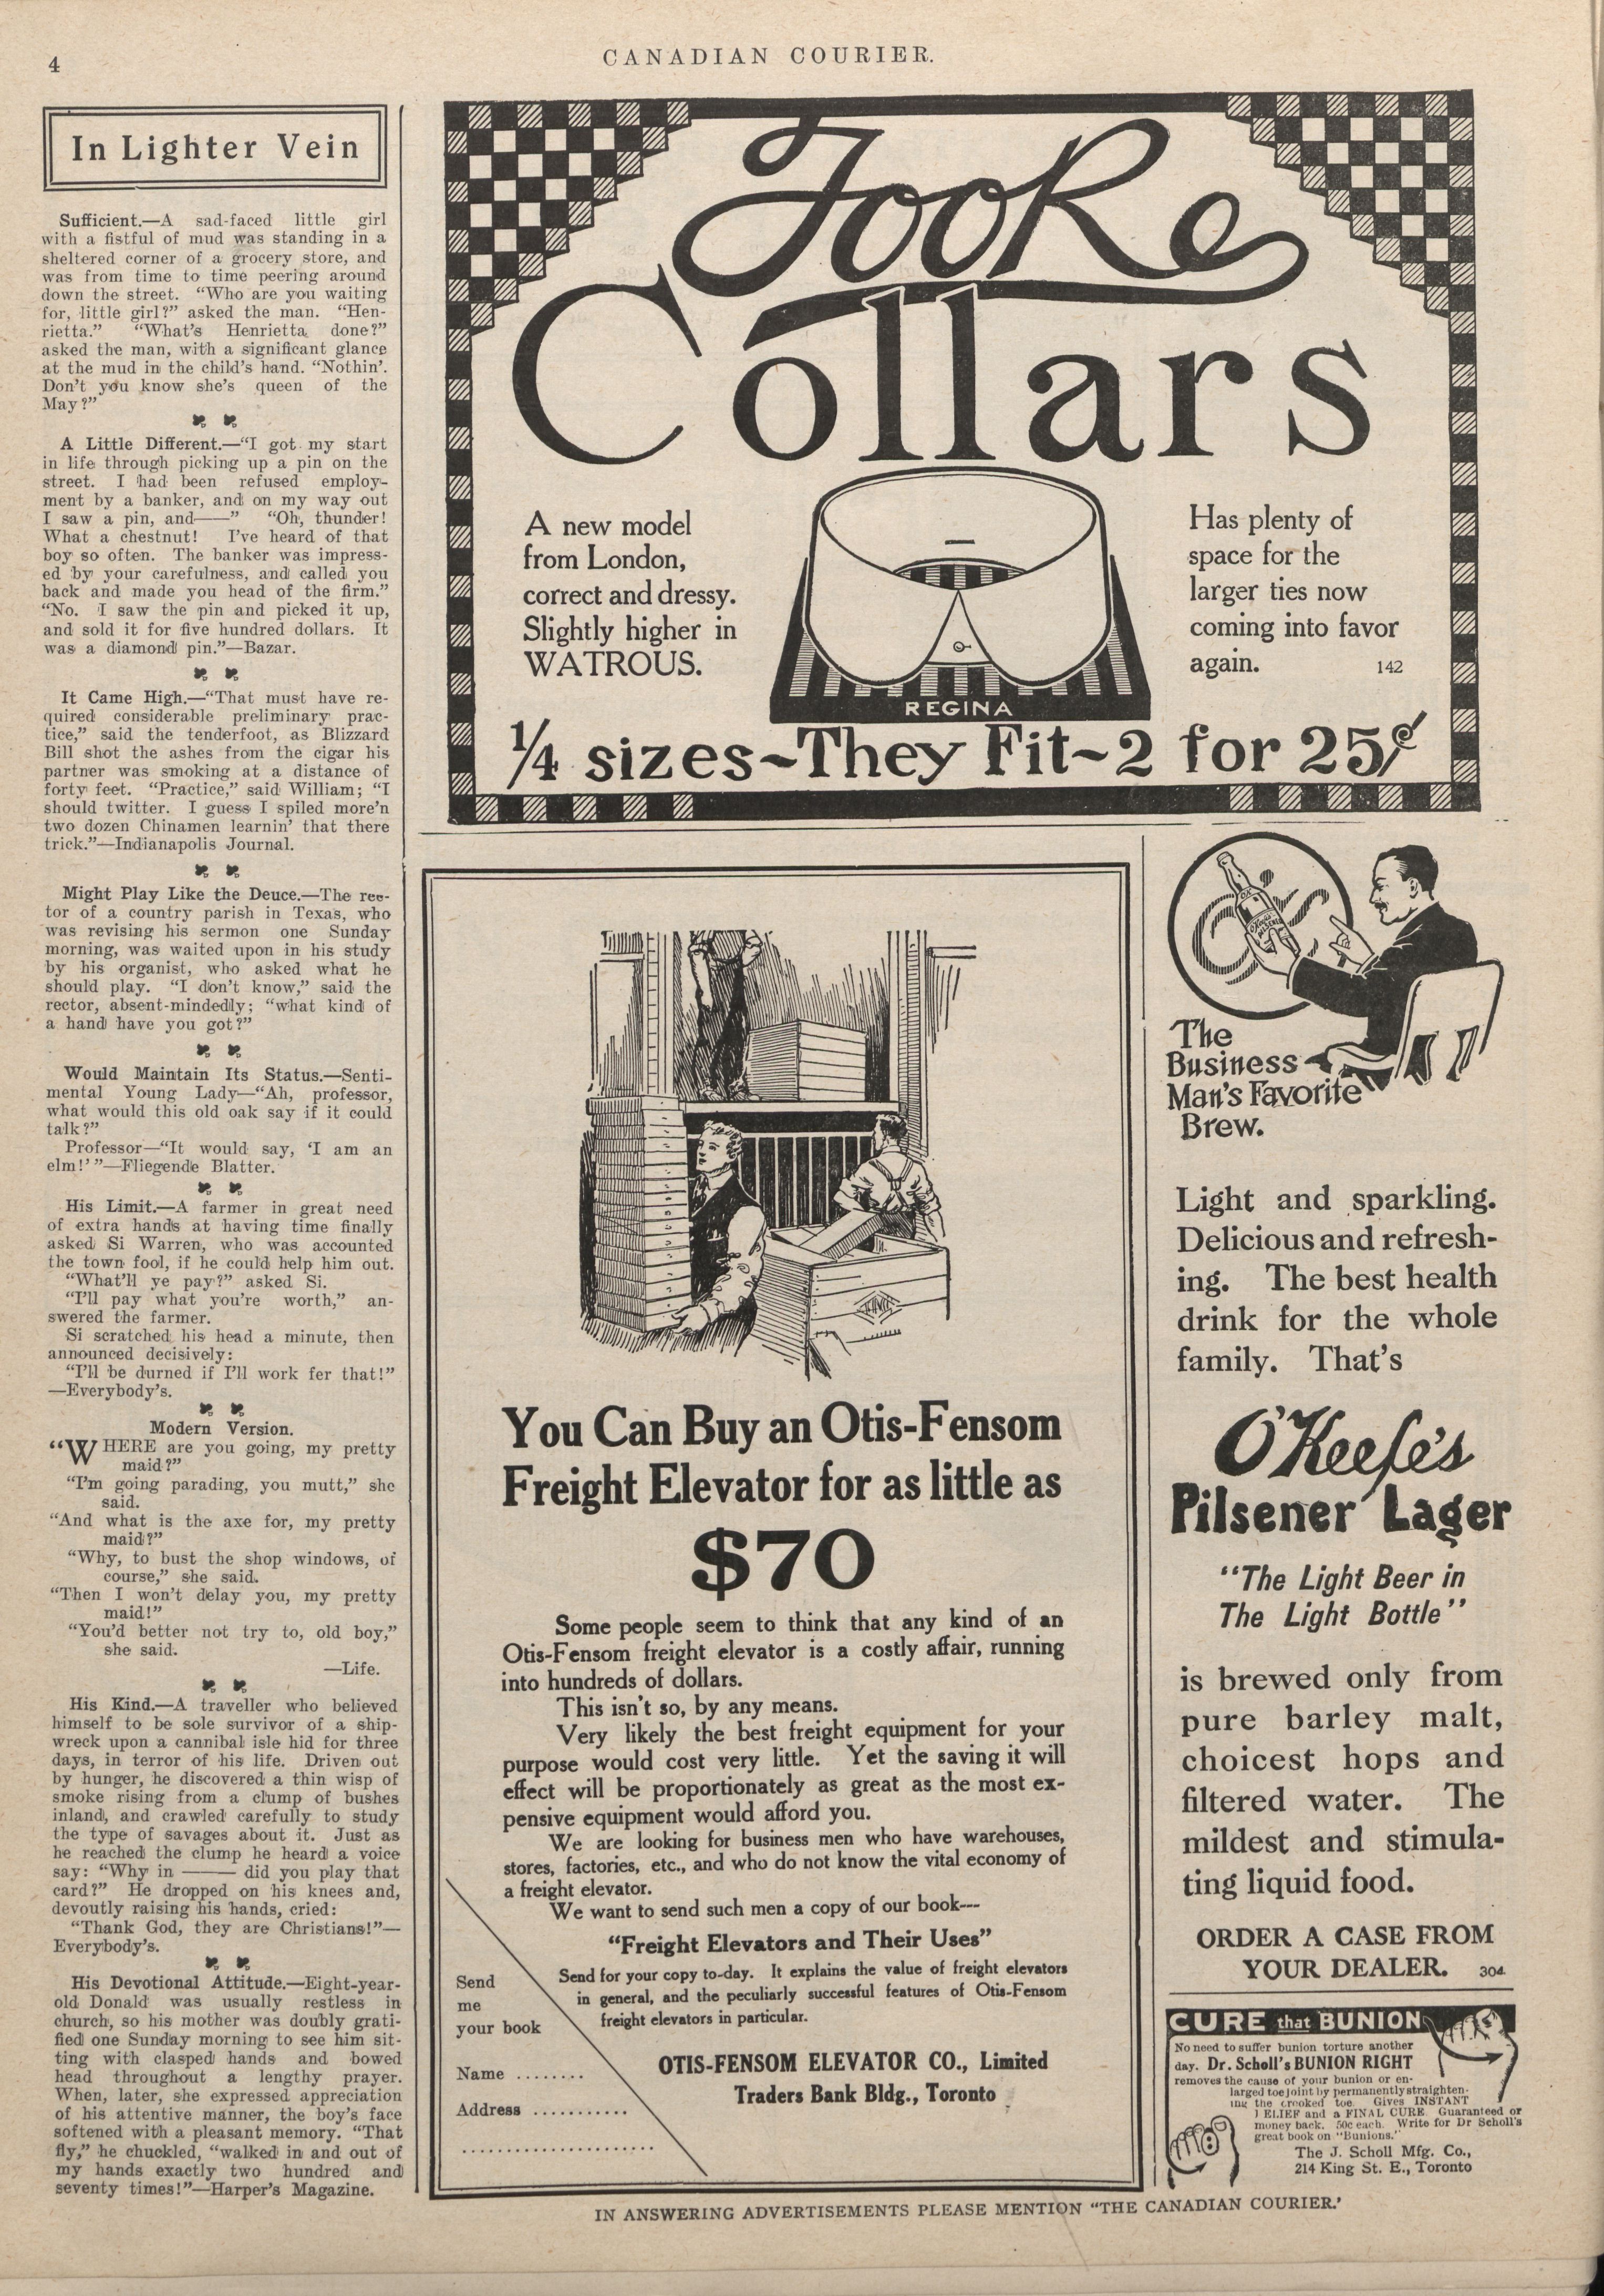 4
CANADIAN COURIER.
In Lighter Vein
Sufficient.—A sad-faced little girl
with a fistful of mud was standing in a
sheltered corner of a grocery store, and
was from time to time peering around
down the street. “Who are you waiting
for, little girl?” asked the man. “Hen-
rietta.” “What's Henrietta done?”
asked the man, with a significant glance
at the mud in the child's hand. “Nothin'.
Don't you know she's queen of the
May?”
A Little Different.—“I got my start
in life through picking up a pin on the
street. I had been refused employ-
ment by a banker, and on my way out
I saw a pin, and——” “Oh, thunder!
What a chestnut! I've heard of that
boy so often. The banker was impress-
ed by your carefulness, and called you
back and made you head of the firm.”
“No. I saw the pin and picked it up,
and sold it for five hundred dollars. It
was a diamond pin.”—Bazar.
It Came High.—“That must have re-
quired considerable preliminary prac-
tice,” said the tenderfoot, as Blizzard
Bill shot the ashes from the cigar his
partner was smoking at a distance of
forty feet. “Practice,” said William; “I
should twitter. I guess I spiled more'n
two dozen Chinamen learnin' that there
trick.”—Indianapolis Journal.
Might Play Like the Deuce.—The rec-
tor of a country parish in Texas, who
was revising his sermon one Sunday
morning, was waited upon in his study
by his organist, who asked what he
should play. “I don't know,” said the
rector, absent-mindedly; “what kind of
a hand have you got?”
Would Maintain Its Status.—Senti-
mental Young Lady—“Ah, professor,
what would this old oak say if it could
talk?”
Professor—“It would say, ‘I am an
elm!’”—Fliegende Blatter.
His Limit.—A farmer in great need
of extra hands at having time finally
asked Si Warren, who was accounted
the town fool, if he could help him out.
“What'll ye pay?” asked Si.
“I'll pay what you're worth,” an-
swered the farmer.
Si scratched his head a minute, then
announced decisively:
“I'll be durned if I'll work fer that!”
—Everybody's.
Modern Version.
“WHERE are you going, my pretty
maid?”
“I'm going parading, you mutt,” she
said.
“And what is the axe for, my pretty
maid?”
“Why, to bust the shop windows, of
course,” she said.
“Then I won't delay you, my pretty
maid!”
“You'd better not try to, old boy,”
she said.
—Life.
His Kind.—A traveller who believed
himself to be sole survivor of a ship-
wreck upon a cannibal isle hid for three
days, in terror of his life. Driven out
by hunger, he discovered a thin wisp of
smoke rising from a clump of bushes
inland, and crawled carefully to study
the type of savages about it. Just as
he reached the clump he heard a voice
say: “Why in —— did you play that
card?” He dropped on his knees and,
devoutly raising his hands, cried:
“Thank God, they are Christians!”—
Everybody's.
His Devotional Attitude.—Eight-year-
old Donald was usually restless in
church, so his mother was doubly grati-
fied one Sunday morning to see him sit-
ting with clasped hands and bowed
head throughout a lengthy prayer.
When, later, she expressed appreciation
of his attentive manner, the boy's face
softened with a pleasant memory. “That
fly,” he chuckled, “walked in and out of
my hands exactly two hundred and
seventy times!”—Harper's Magazine.
Tooke
Collars
A new model
from London,
correct and dressy.
Slightly higher in
WATROUS.
Has plenty of
space for the
larger ties now
coming into favor
again. 142
REGINA
¼ sizes~They Fit~2 for 25¢
You Can Buy an Otis-Fensom
Freight Elevator for as little as
$70
Some people seem to think that any kind of an
Otis-Fensom freight elevator is a costly affair, running
into hundreds of dollars.
This isn't so, by any means.
Very likely the best freight equipment for your
purpose would cost very little. Yet the saving it will
effect will be proportionately as great as the most ex-
pensive equipment would afford you.
We are looking for business men who have warehouses,
stores, factories, etc., and who do not know the vital economy of
a freight elevator.
We want to send such men a copy of our book---
“Freight Elevators and Their Uses”
Send for your copy to-day. It explains the value of freight elevators
in general, and the peculiarly successful features of Otis-Fensom
freight elevators in particular.
Send
me
your book
Name ........
Address ...........
......................
OTIS-FENSOM ELEVATOR CO., Limited
Traders Bank Bldg., Toronto
OK
O'Keefe's
PILSENER
The
Business
Man's Favorite
Brew.
Light and sparkling.
Delicious and refresh-
ing. The best health
drink for the whole
family. That's
O'Keefe's
Pilsener Lager
“The Light Beer in
The Light Bottle”
is brewed only from
pure barley malt,
choicest hops and
filtered water. The
mildest and stimula-
ting liquid food.
ORDER A CASE FROM
YOUR DEALER. 304
CURE that BUNION
No need to suffer bunion torture another
day. Dr. Scholl's BUNION RIGHT
removes the cause of your bunion or en-
larged toe joint by permanently straighten-
ing the crooked toe. Gives INSTANT
RELIEF and a FINAL CURE. Guaranteed or
money back. 50c each. Write for Dr Scholl's
great book on “Bunions.”
The J. Scholl Mfg. Co.,
214 King St. E., Toronto
IN ANSWERING ADVERTISEMENTS PLEASE MENTION “THE CANADIAN COURIER.’